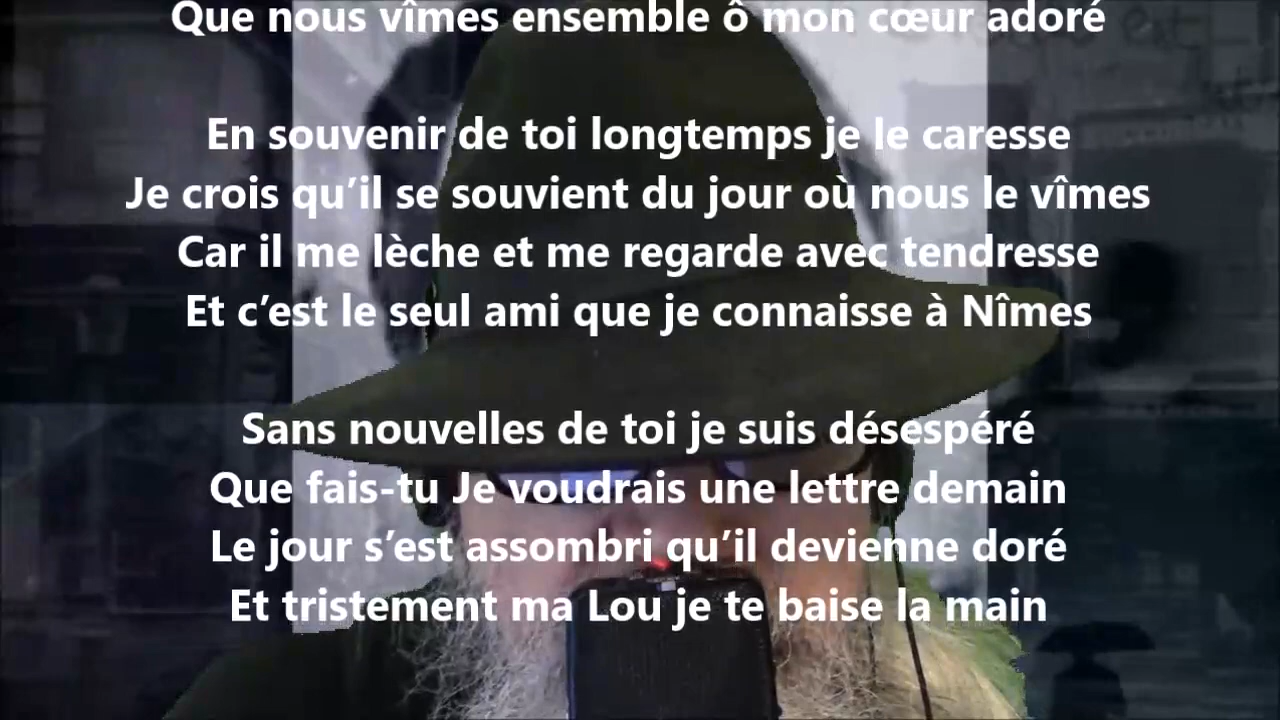 Que nous vîmes ensemble ô mon cœur adoré
En souvenir de toi longtemps je le caresse
Je crois qu’il se souvient du jour où nous le vîmes
Car il me lèche et me regarde avec tendresse
Et c’est le seul ami que je connaisse à Nîmes
Sans nouvelles de toi je suis désespéré
Que fais-tu Je voudrais une lettre demain
Le jour s’est assombri qu’il devienne doré
Et tristement ma Lou je te baise la main